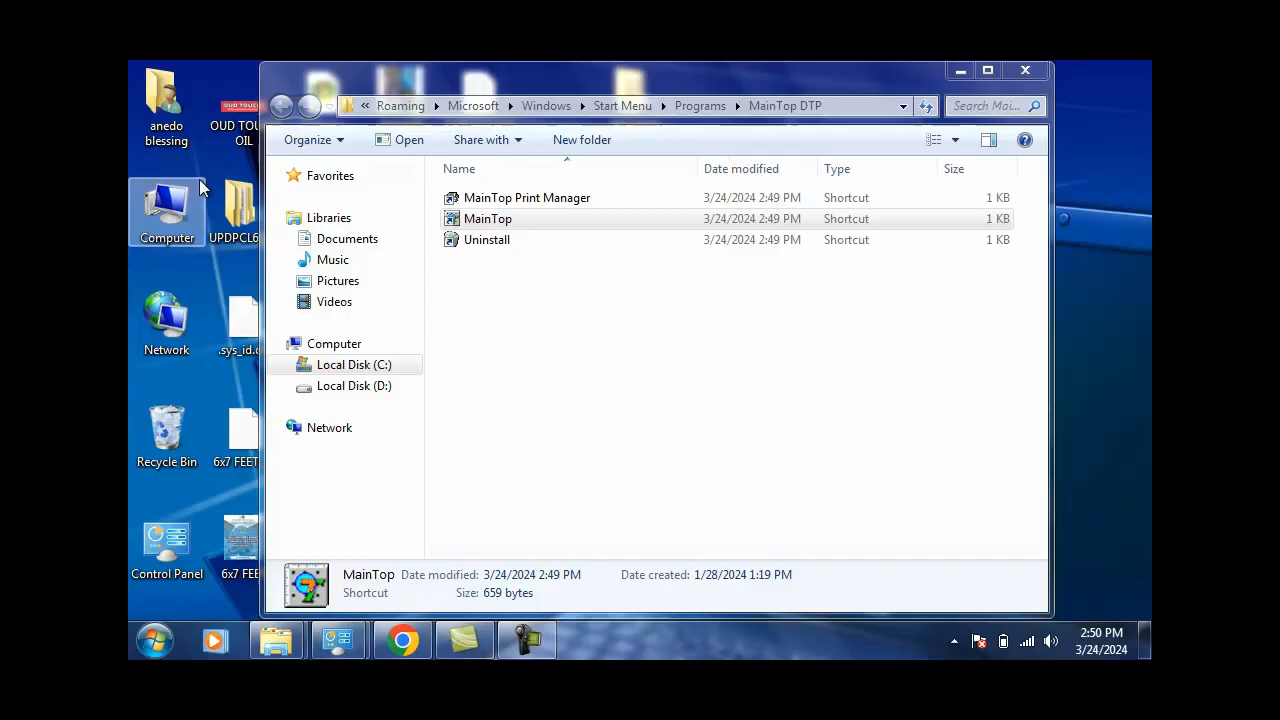 « Roaming Microsoft Windows Start Menu Programs MainTop DTP
Search Mai...
Organize Open Share with New folder
Name Date modified Type Size
MainTop Print Manager 3/24/2024 2:49 PM Shortcut 1 KB
MainTop 3/24/2024 2:49 PM Shortcut 1 KB
Uninstall 3/24/2024 2:49 PM Shortcut 1 KB
Favorites
Libraries
Documents
Music
Pictures
Videos
Computer
Local Disk (C:)
Local Disk (D:)
Network
MainTop Date modified: 3/24/2024 2:49 PM Date created: 1/28/2024 1:19 PM
Shortcut Size: 659 bytes
anedo
blessing
OUD TOU
OIL
Computer
UPDPCL6
Network
.sys_id.
Recycle Bin
6x7 FEET
Control Panel
6x7 FEE
2:50 PM
3/24/2024